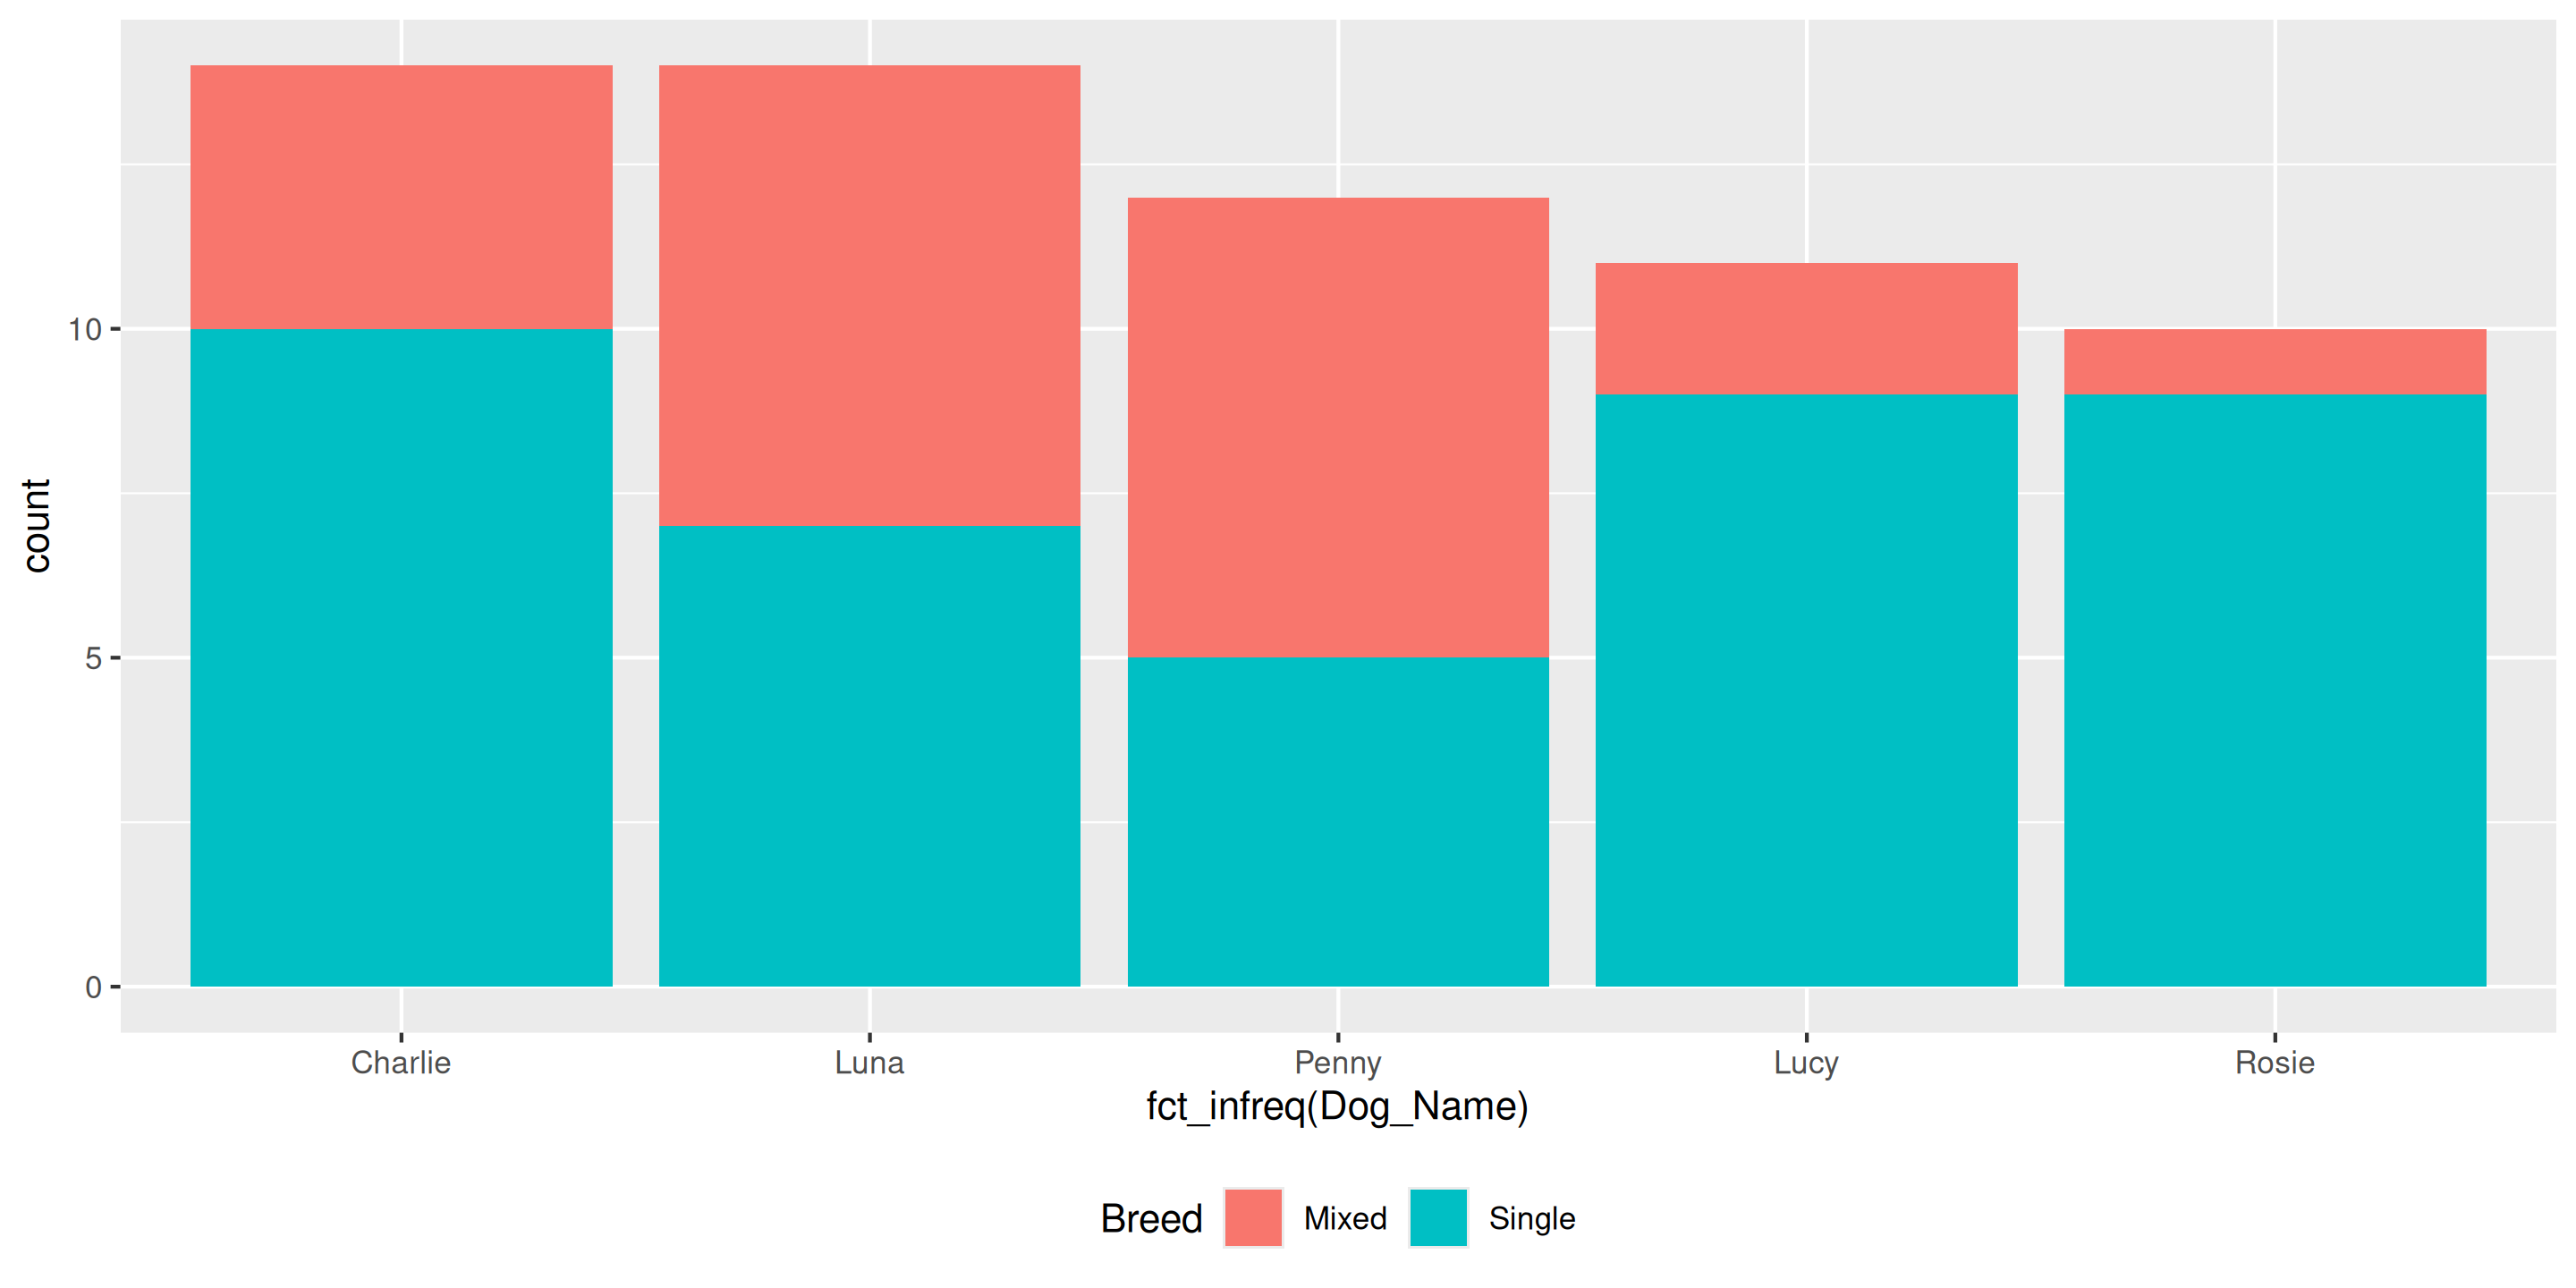 count
10
5
0
Charlie Luna Penny Lucy Rosie
fct_infreq(Dog_Name)
Breed Mixed Single